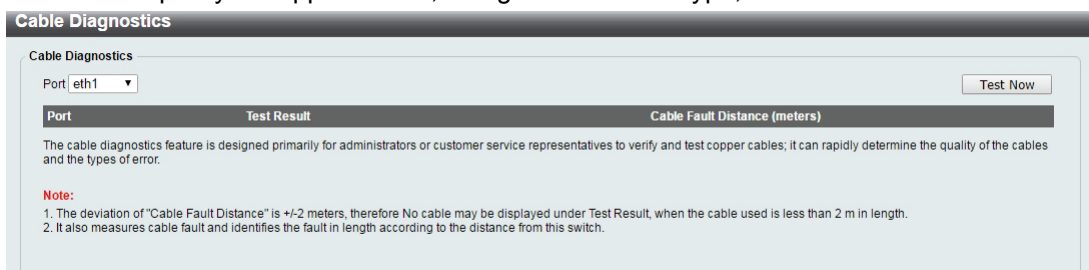 Cable Diagnostics
Cable Diagnostics
Port eth1 Test Now
Port Test Result Cable Fault Distance (meters)
The cable diagnostics feature is designed primarily for administrators or customer service representatives to verify and test copper cables; it can rapidly determine the quality of the cables
and the types of error.
Note:
1. The deviation of "Cable Fault Distance" is +/-2 meters, therefore No cable may be displayed under Test Result, when the cable used is less than 2 m in length.
2. It also measures cable fault and identifies the fault in length according to the distance from this switch.